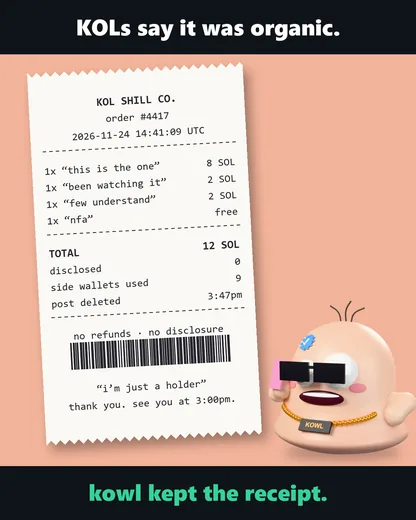 KOLs say it was organic.
KOL SHILL CO.
order #4417
2026-11-24 14:41:09 UTC
1x “this is the one” 8 SOL
1x “been watching it” 2 SOL
1x “few understand” 2 SOL
1x “nfa” free
TOTAL 12 SOL
disclosed 0
side wallets used 9
post deleted 3:47pm
no refunds · no disclosure
“i’m just a holder”
thank you. see you at 3:00pm.
KOWL
kowl kept the receipt.